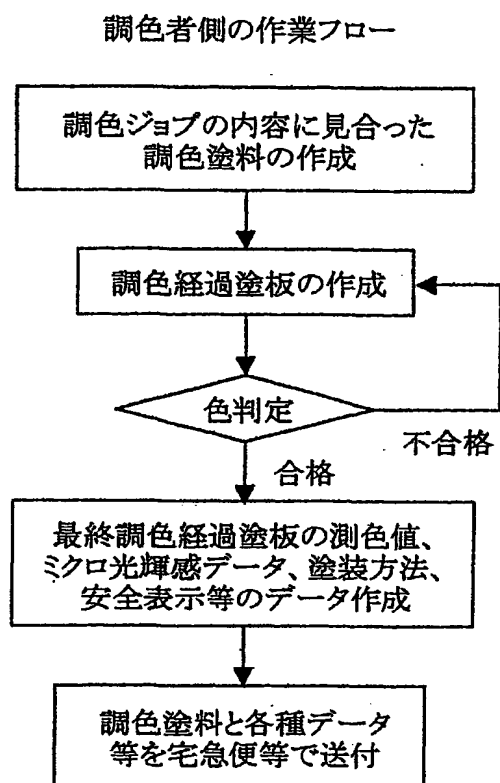 調色者側の作業フロー
調色ジョブの内容に見合った
調色塗料の作成
調色経過塗板の作成
色判定
不合格
合格
最終調色経過塗板の測色値、
ミクロ光輝感データ、塗装方法、
安全表示等のデータ作成
調色塗料と各種データ
等を宅急便等で送付